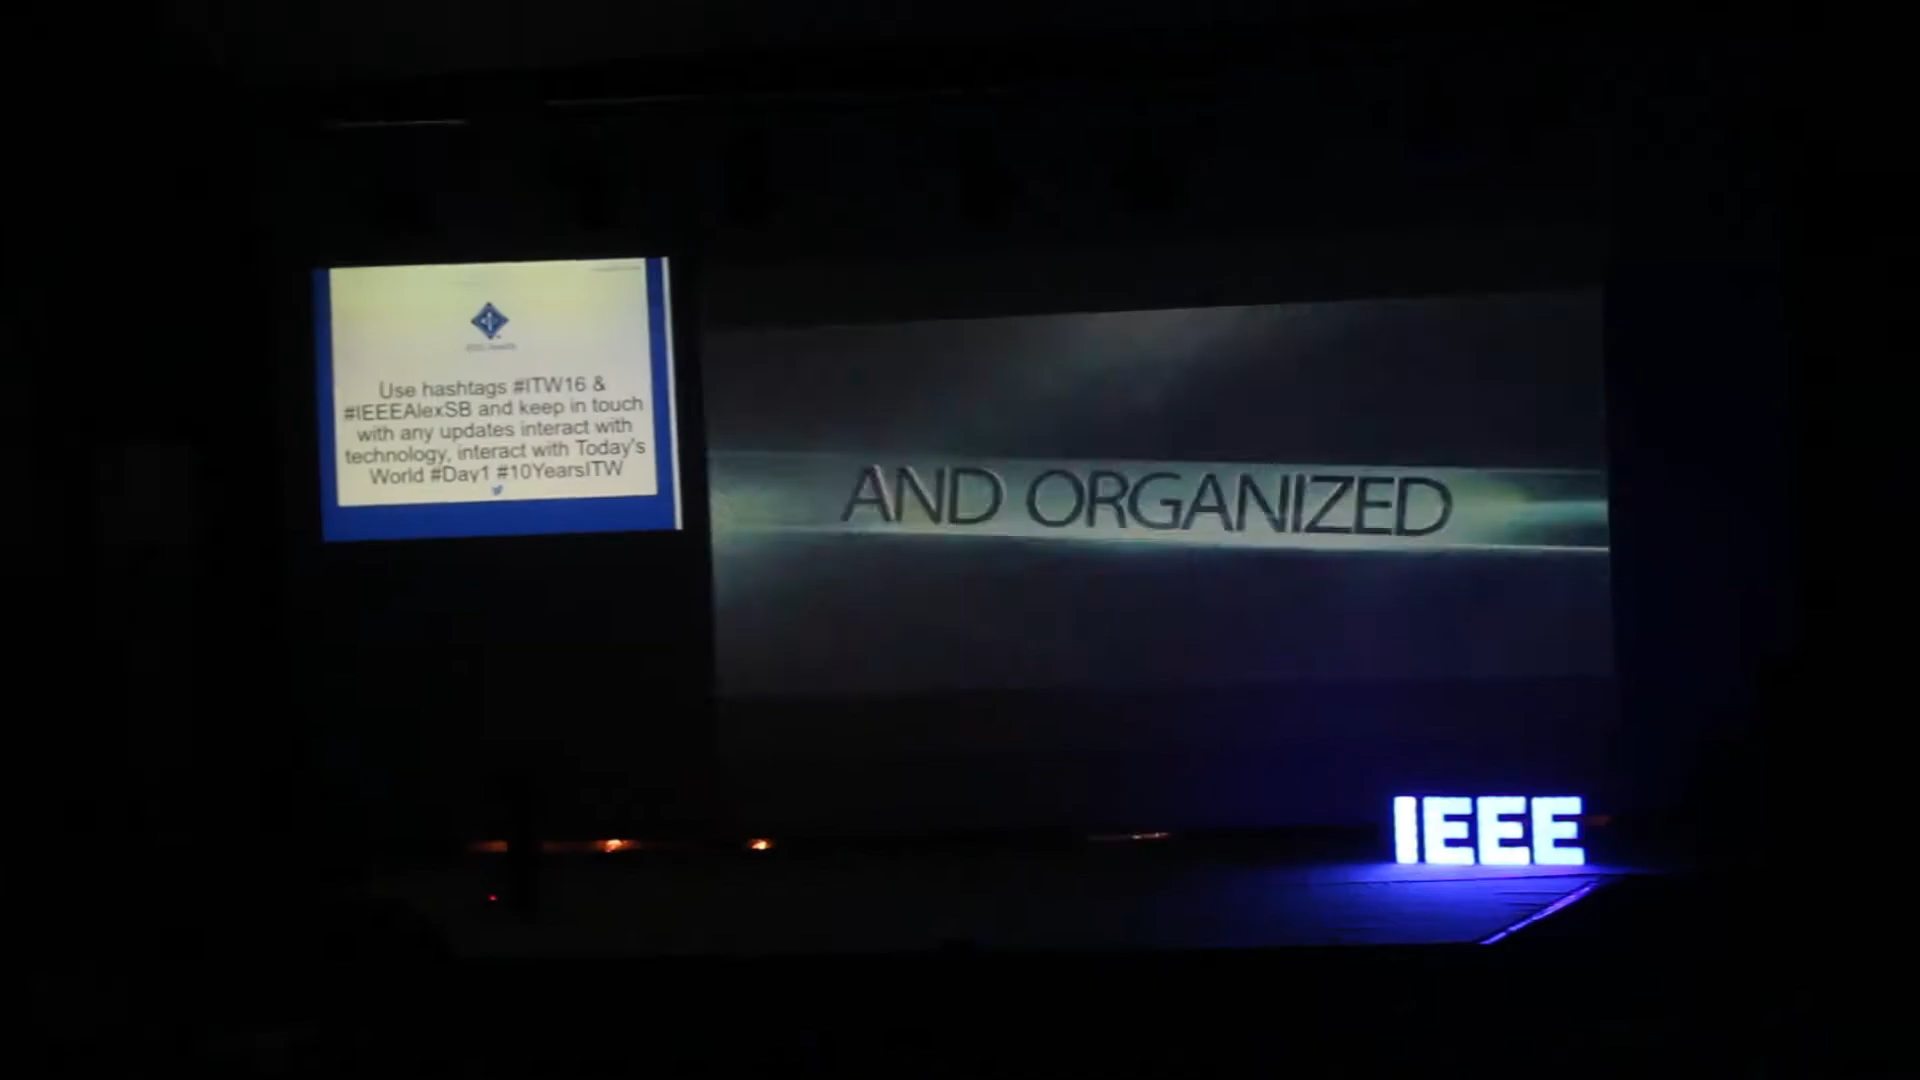 Use hashtags #ITW16 &
#IEEEAlexSB and keep in touch
with any updates interact with
technology, interact with Today's
World #Day1 #10YearsITW
AND ORGANIZED
IEEE